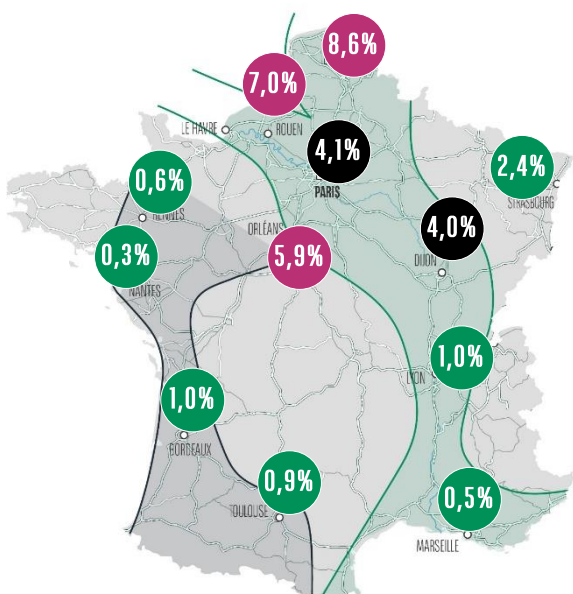 8,6%
7,0%
LE HAVRE
ROUEN
4,1%
PARIS
2,4%
STRASBOURG
0,6%
RENNES
4,0%
ORLÉANS
0,3%
5,9%
DIJON
NANTES
1,0%
LYON
1,0%
BORDEAUX
0,9%
0,5%
TOULOUSE
MARSEILLE